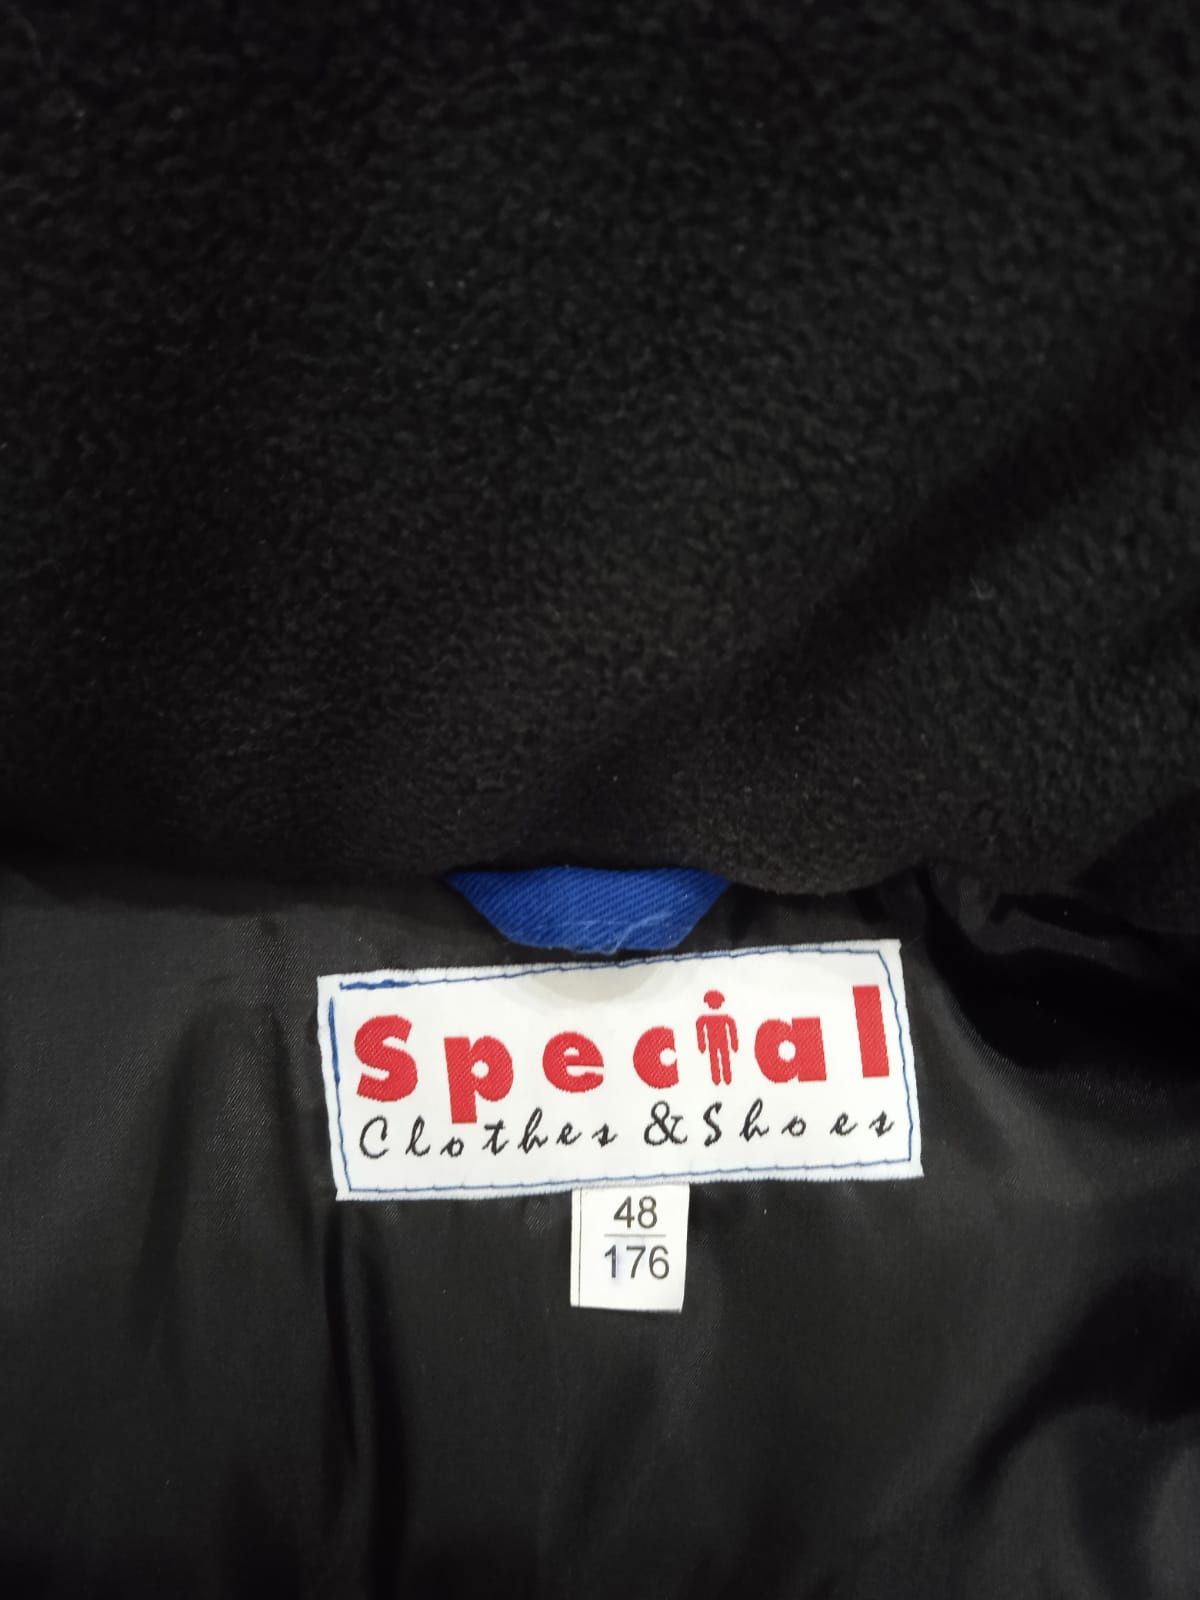 Special
Clothes & Shoes
48
176